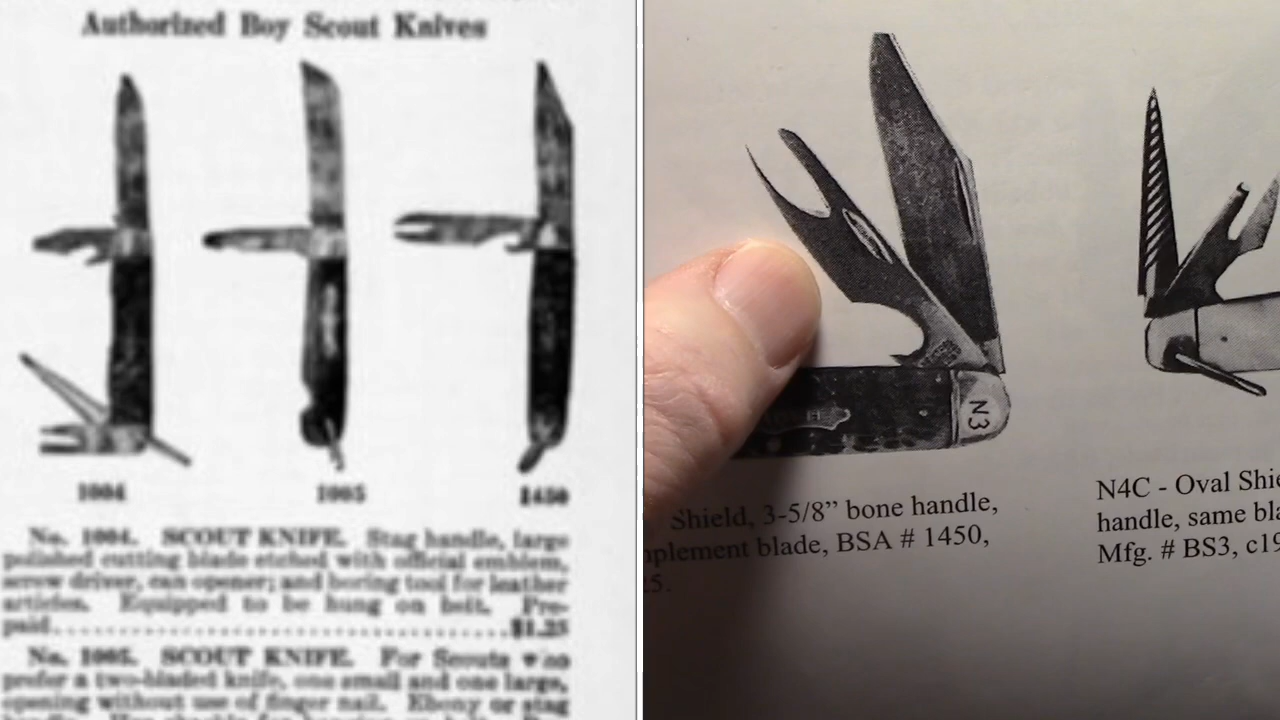 Authorized Boy Scout Knives
1004
1005
1450
No. 1004. SCOUT KNIFE. Stag handle, large
polished cutting blade etched with official emblem,
screw driver, can opener; and boring tool for leather
articles. Equipped to be hung on belt. Pre-
paid..............................$1.35
No. 1005. SCOUT KNIFE. For Scouts who
prefer a two-bladed knife, one small and one large,
opening without use of finger nail. Ebony or stag
N3
Shield, 3-5/8” bone handle,
mplement blade, BSA # 1450,
5.
N4C - Oval Shie
handle, same bla
Mfg. # BS3, c19